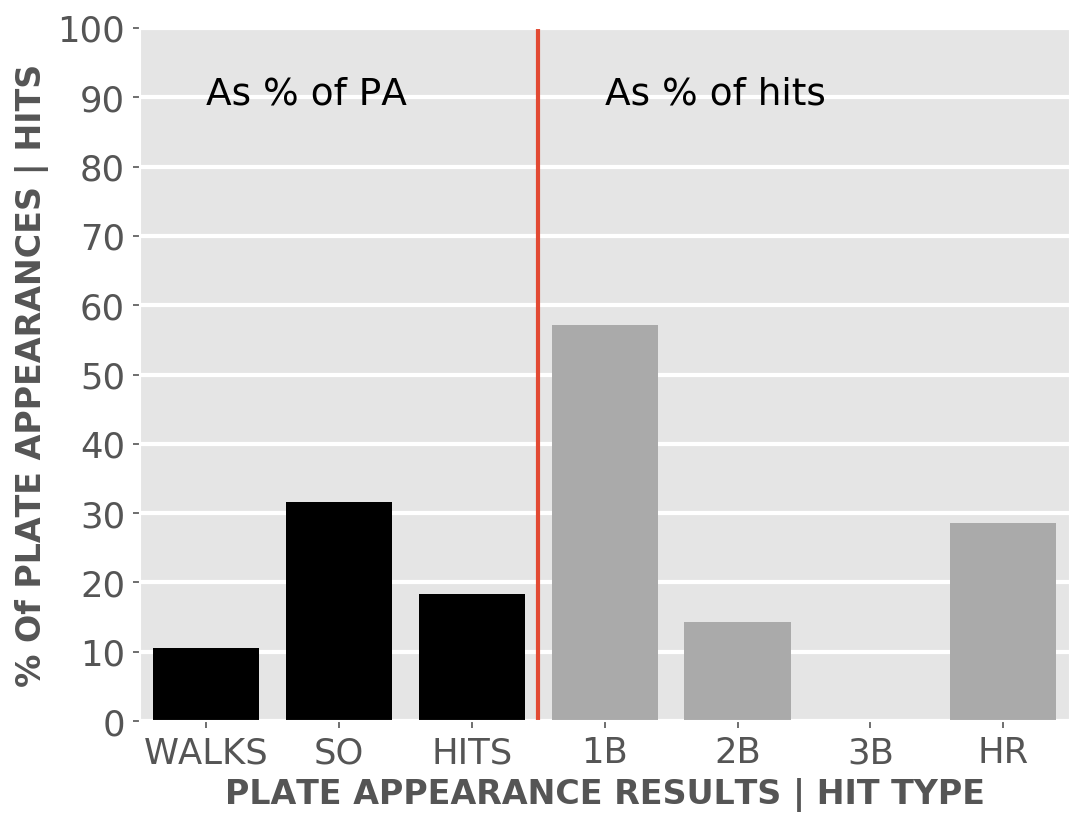 % Of PLATE APPEARANCES | HITS
100
90
80
70
60
50
40
30
20
10
0
As % of PA
As % of hits
WALKS SO HITS 1B 2B 3B HR
PLATE APPEARANCE RESULTS | HIT TYPE